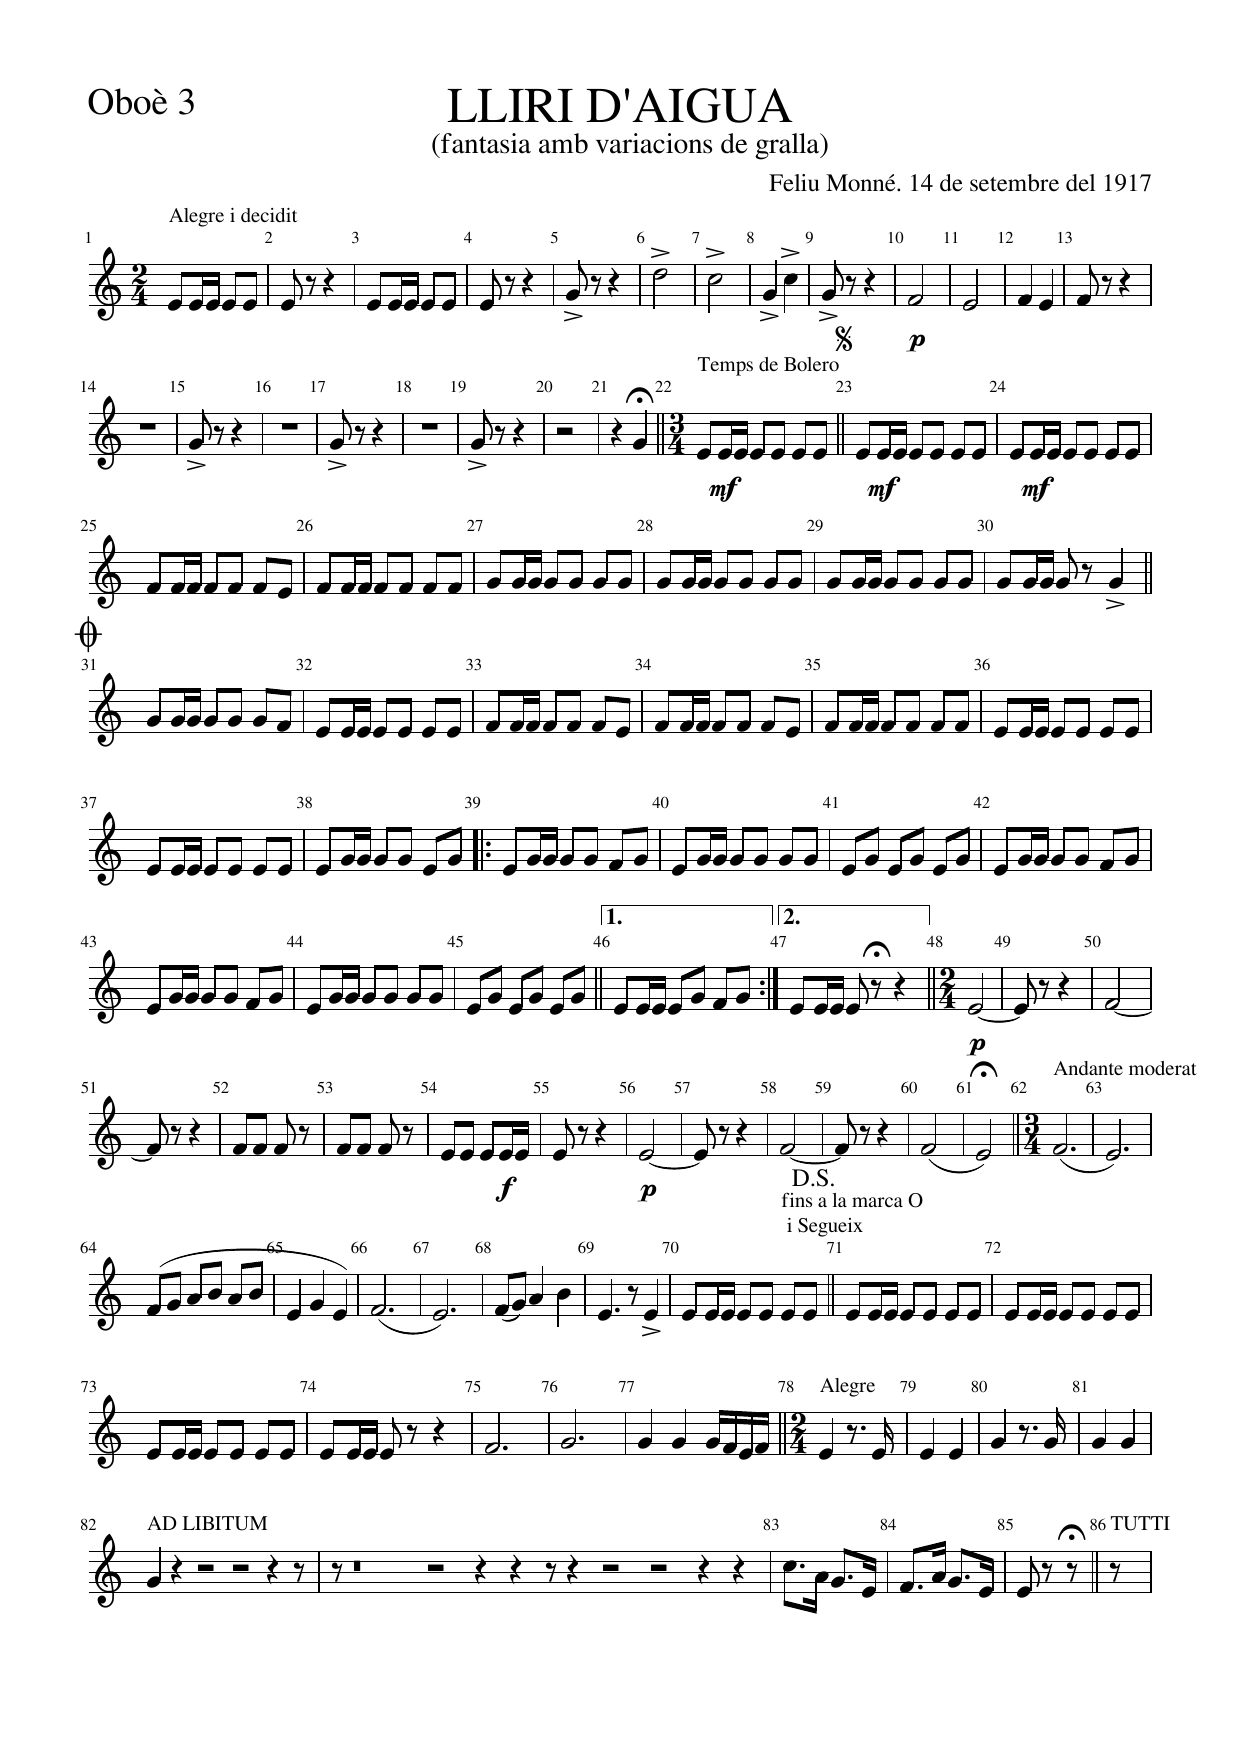 Oboè 3
LLIRI D'AIGUA
(fantasia amb variacions de gralla)
Feliu Monné. 14 de setembre del 1917
Alegre i decidit
1 2 3 4 5 6 7 8 9 10 11 12 13
2
4
p
Temps de Bolero
14 15 16 17 18 19 20 21 22 23 24
3
4
mf mf mf
25 26 27 28 29 30
31 32 33 34 35 36
37 38 39 40 41 42
1. 2.
43 44 45 46 47 48 49 50
2
4
p
Andante moderat
51 52 53 54 55 56 57 58 59 60 61 62 63
3
4
f p
D.S.
fins a la marca O
i Segueix
64 65 66 67 68 69 70 71 72
73 74 75 76 77 78 Alegre 79 80 81
2
4
82 AD LIBITUM 83 84 85 86 TUTTI